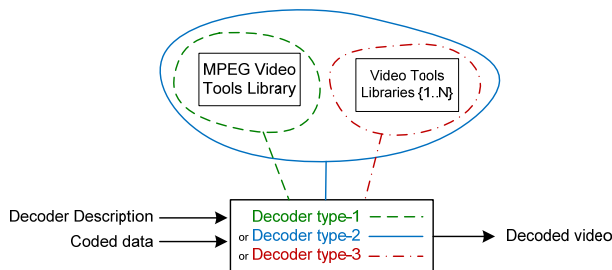 MPEG Video
Tools Library
Video Tools
Libraries {1..N}
Decoder Description
Coded data
Decoder type-1
or Decoder type-2
or Decoder type-3
Decoded video